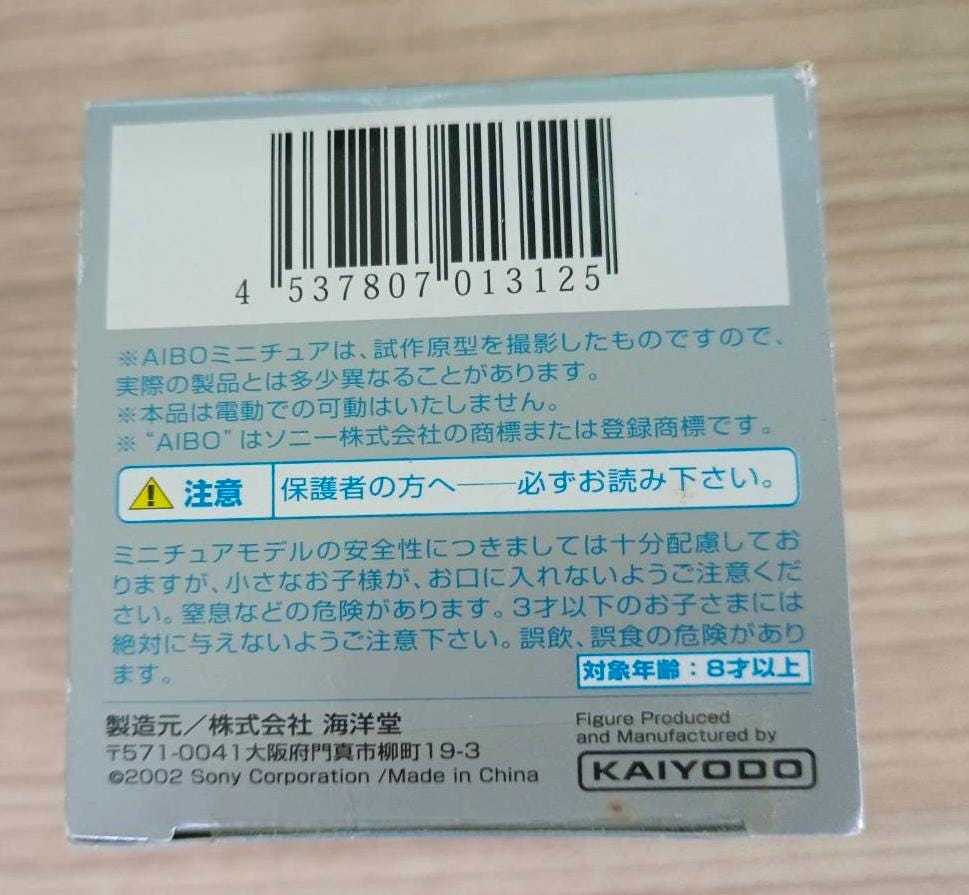 4 537807 013125
※AIBOミニチュアは、試作原型を撮影したものですので、
実際の製品とは多少異なることがあります。
※本品は電動での可動はいたしません。
※“AIBO”はソニー株式会社の商標または登録商標です。
注意 保護者の方へ――必ずお読み下さい。
ミニチュアモデルの安全性につきましては十分配慮してお
りますが、小さなお子様が、お口に入れないようご注意くだ
さい。窒息などの危険があります。3才以下のお子さまには
絶対に与えないようご注意下さい。誤飲、誤食の危険があり
ます。
対象年齢：8才以上
製造元／株式会社 海洋堂
〒571-0041大阪府門真市柳町19-3
©2002 Sony Corporation /Made in China
Figure Produced
and Manufactured by
KAIYODO